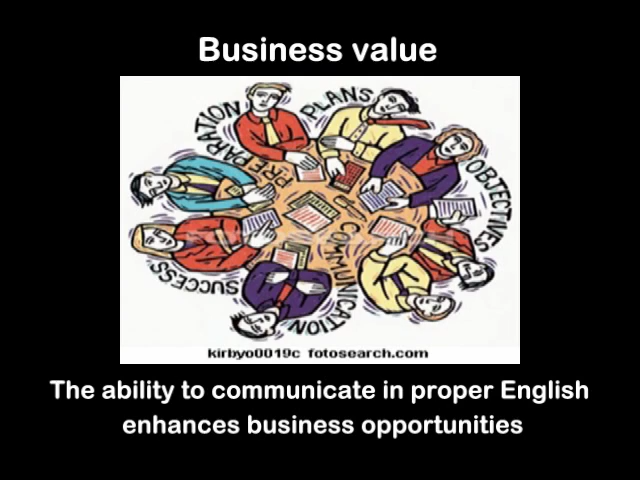 Business value
PREPARATION
PLANS
OBJECTIVES
COMMUNICATION
SUCCESS
kirbyo0019c fotosearch.com
The ability to communicate in proper English
enhances business opportunities